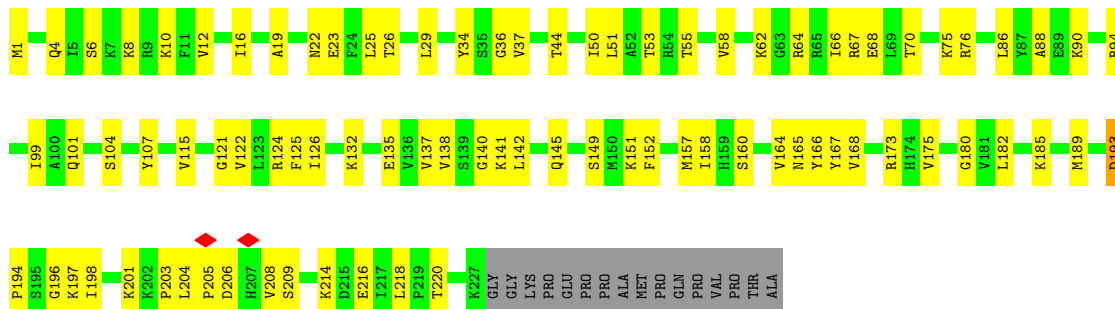 M1 Q4 I5 S6 K7 K8 R9 K10 F11 V12 I16 A19 N22 E23 F24 L25 T26 L29 Y34 S35 G36 V37 T44 I50 L51 A52 T53 R54 T55 V58 K62 G63 R64 R65 I66 R67 E68 L69 T70 K75 R76 L86 Y87 A88 E89 K90
I99 A100 Q101 S104 Y107 V115 G121 V122 L123 R124 F125 I126 K132 E135 V136 V137 V138 S139 G140 K141 L142 Q145 S149 M150 K151 F152 M157 I158 H159 S160 V164 N165 Y166 Y167 V168 R173 H174 V175 G180 V181 L182 K185 M189
P194 S195 G196 K197 I198 K201 K202 P203 L204 P205 D206 H207 V208 S209 K214 D215 E216 I217 L218 P219 T220 K227 GLY GLY LYS PRO GLU PRO PRO ALA MET PRO GLN PRO VAL PRO THR ALA